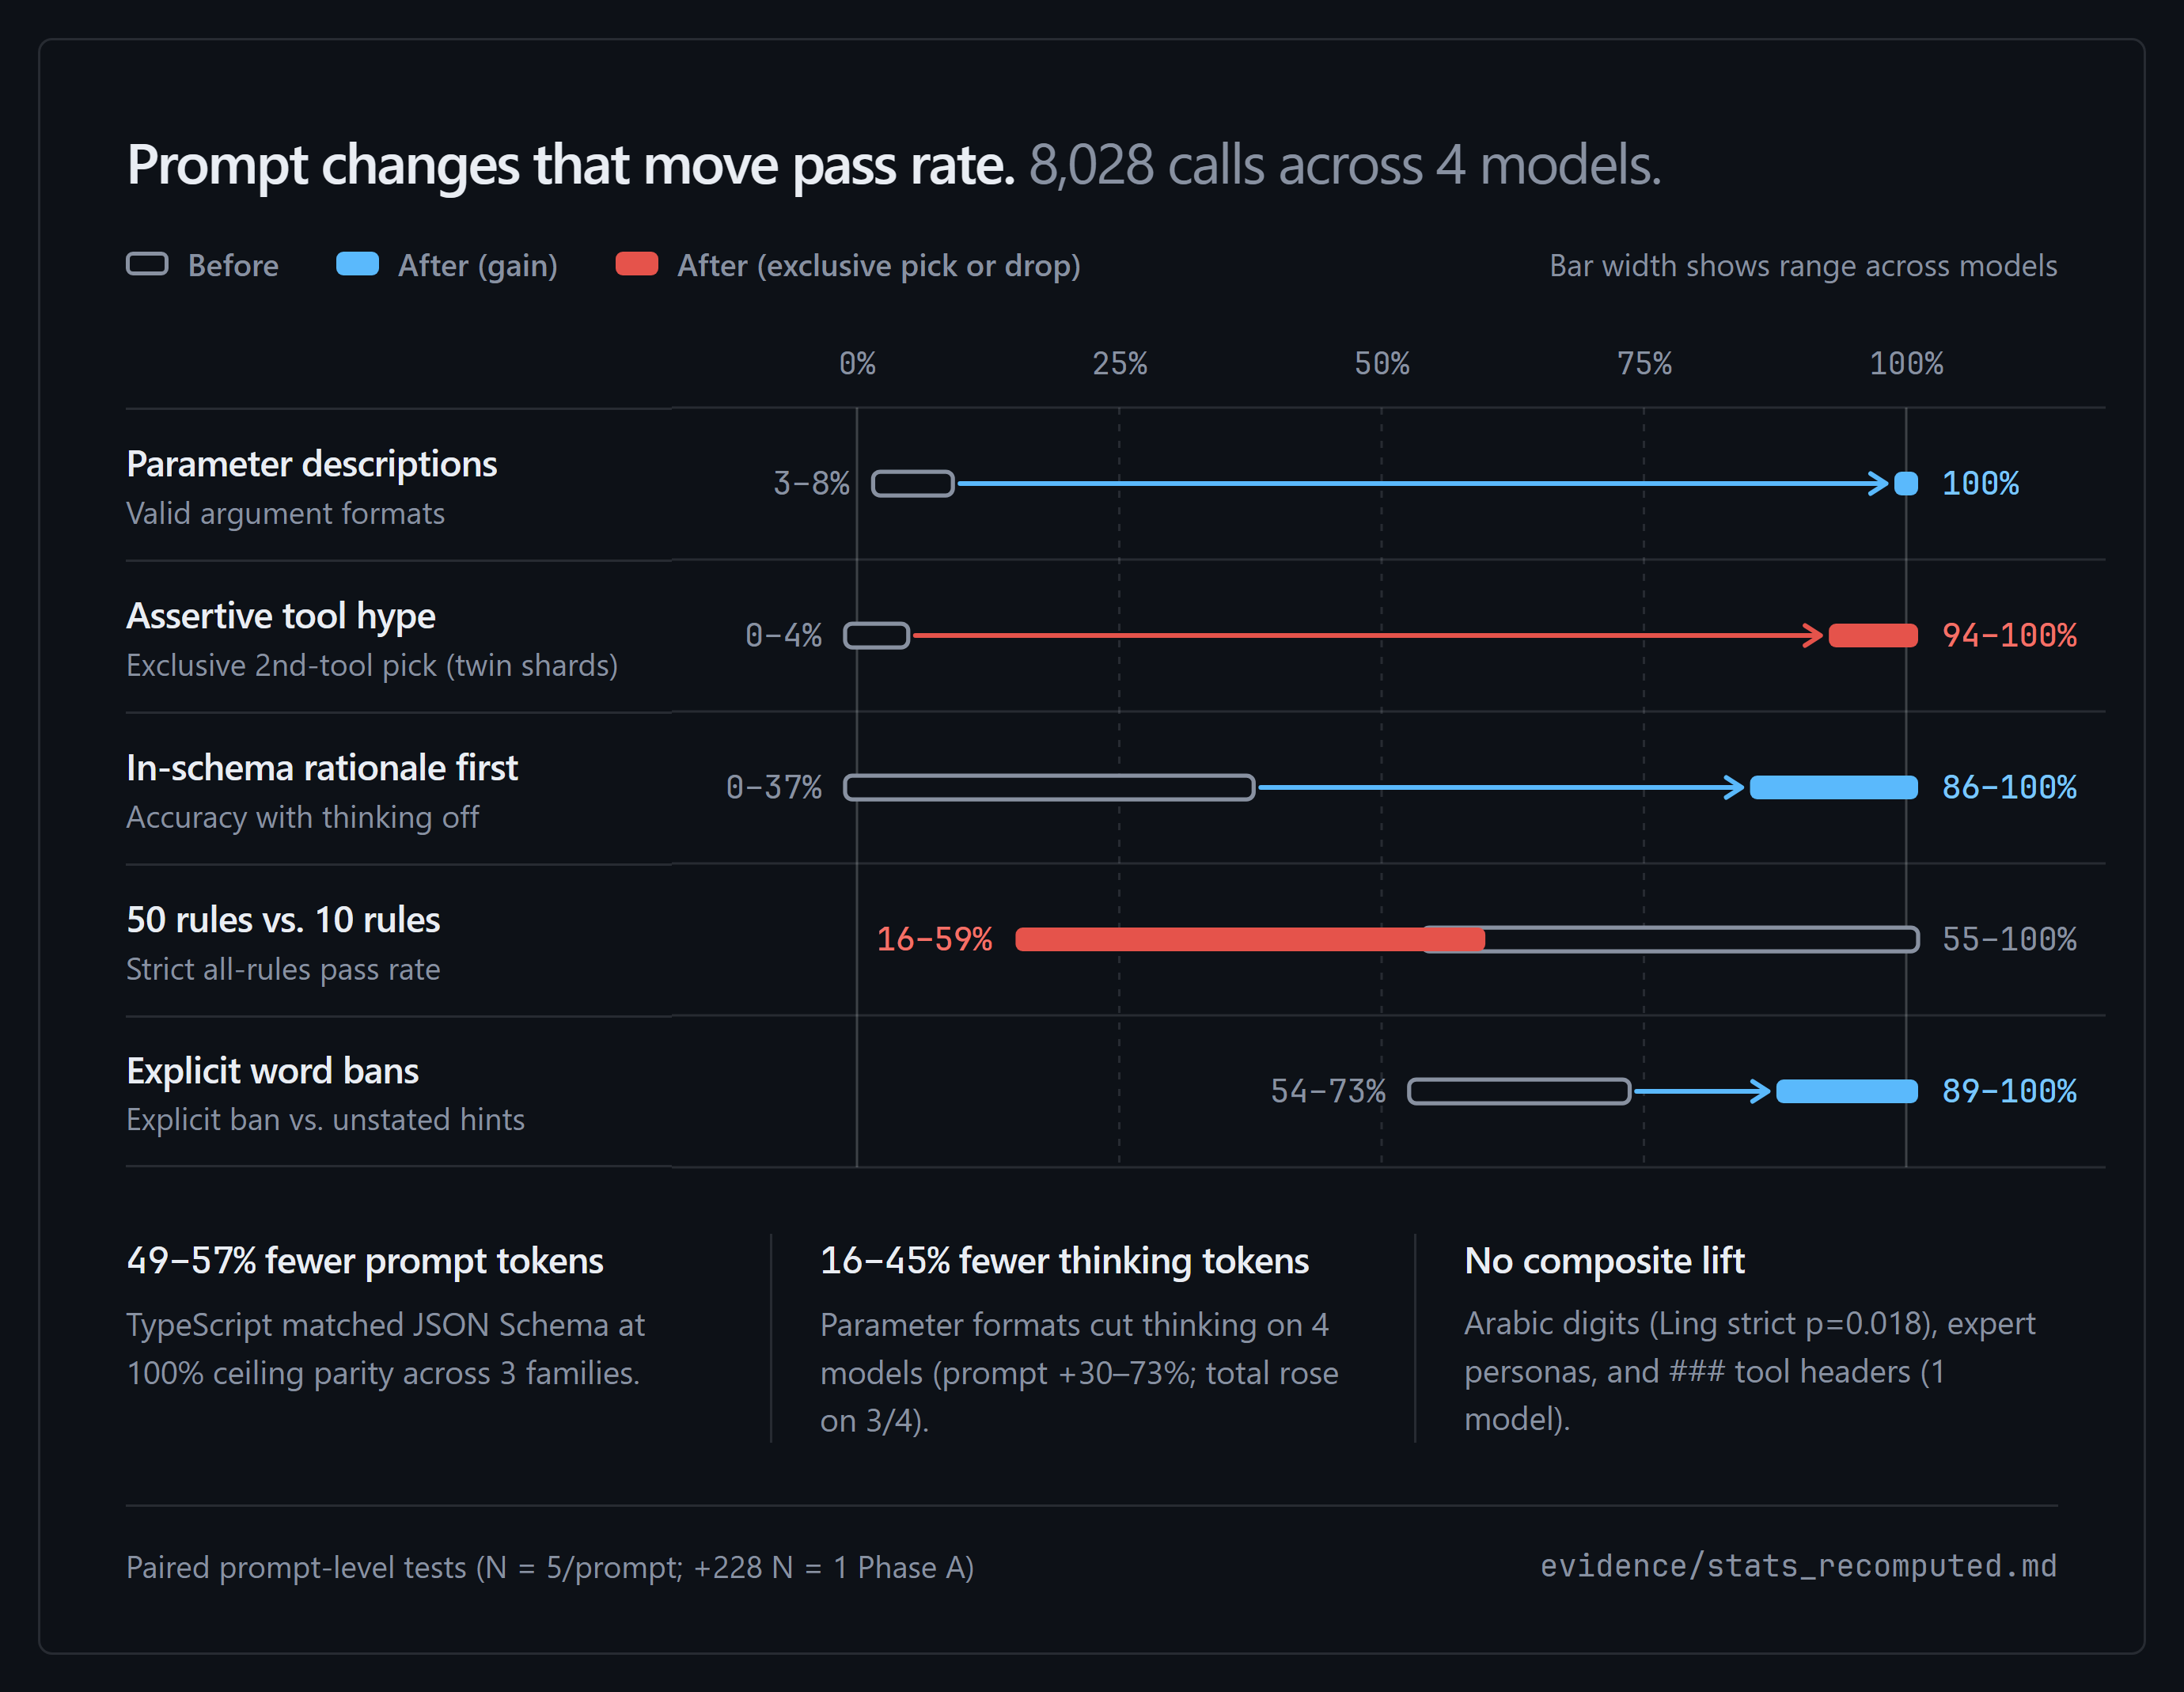 Prompt changes that move pass rate. 8,028 calls across 4 models.
Before
After (gain)
After (exclusive pick or drop)
Bar width shows range across models
0% 25% 50% 75% 100%
Parameter descriptions
Valid argument formats
3–8%
100%
Assertive tool hype
Exclusive 2nd-tool pick (twin shards)
0–4%
94–100%
In-schema rationale first
Accuracy with thinking off
0–37%
86–100%
50 rules vs. 10 rules
Strict all-rules pass rate
16–59%
55–100%
Explicit word bans
Explicit ban vs. unstated hints
54–73%
89–100%
49–57% fewer prompt tokens
TypeScript matched JSON Schema at
100% ceiling parity across 3 families.
16–45% fewer thinking tokens
Parameter formats cut thinking on 4
models (prompt +30–73%; total rose
on 3/4).
No composite lift
Arabic digits (Ling strict p=0.018), expert
personas, and ### tool headers (1
model).
Paired prompt-level tests (N = 5/prompt; +228 N = 1 Phase A)
evidence/stats_recomputed.md